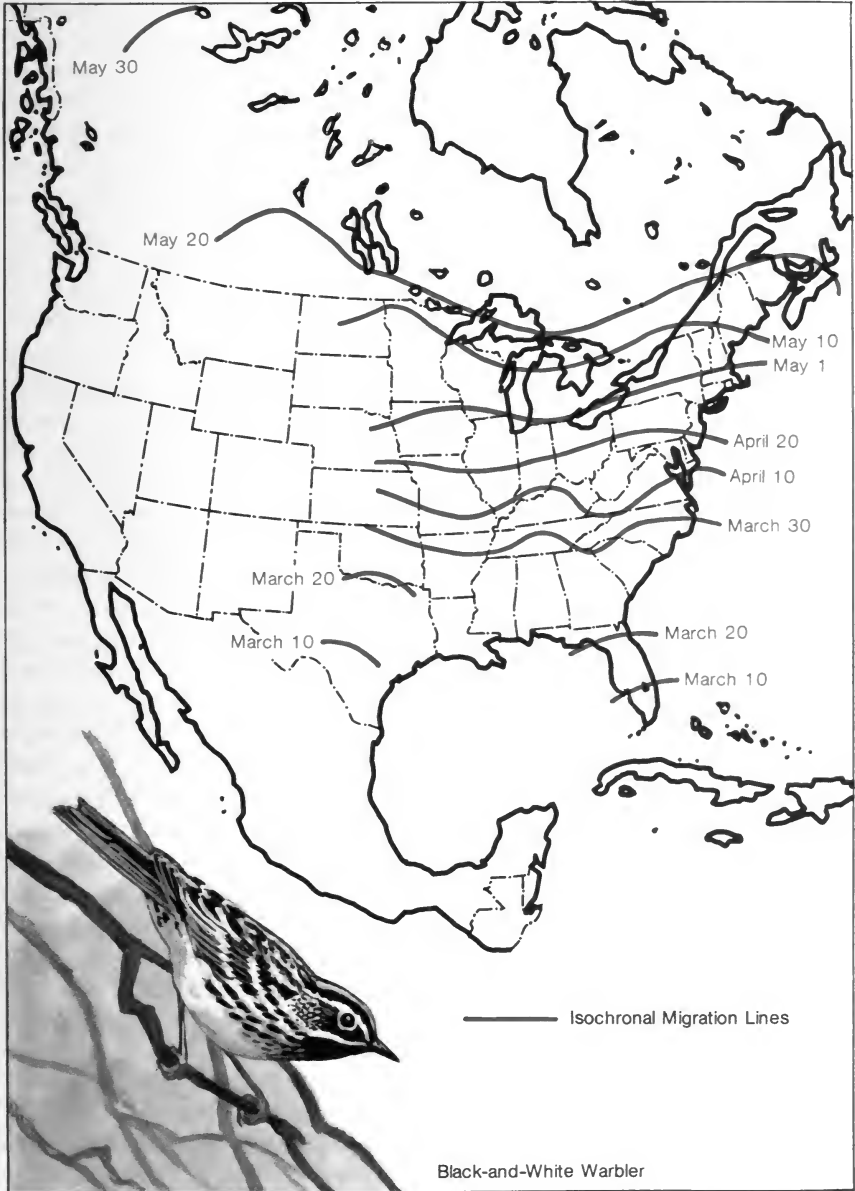 May 30
May 20
May 10
May 1
April 20
April 10
March 30
March 20
March 10
March 20
March 10
Isochronal Migration Lines
Black-and-White Warbler